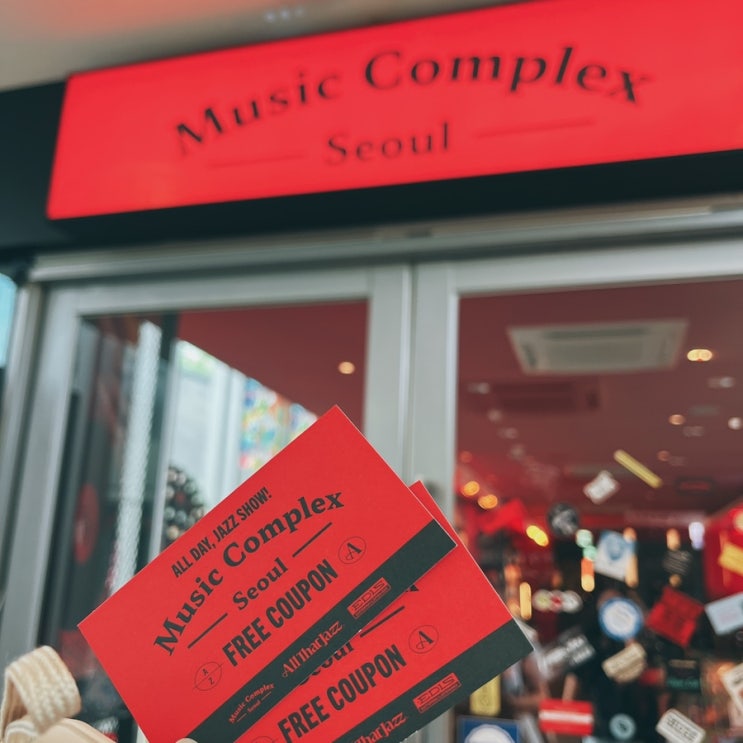 Music Complex
Seoul
ALL DAY, JAZZ SHOW!
Music Complex
Seoul
FREE COUPON
A
A
Z
Music Complex
Seoul
All That Jazz
Seoul
FREE COUPON
A
All That Jazz